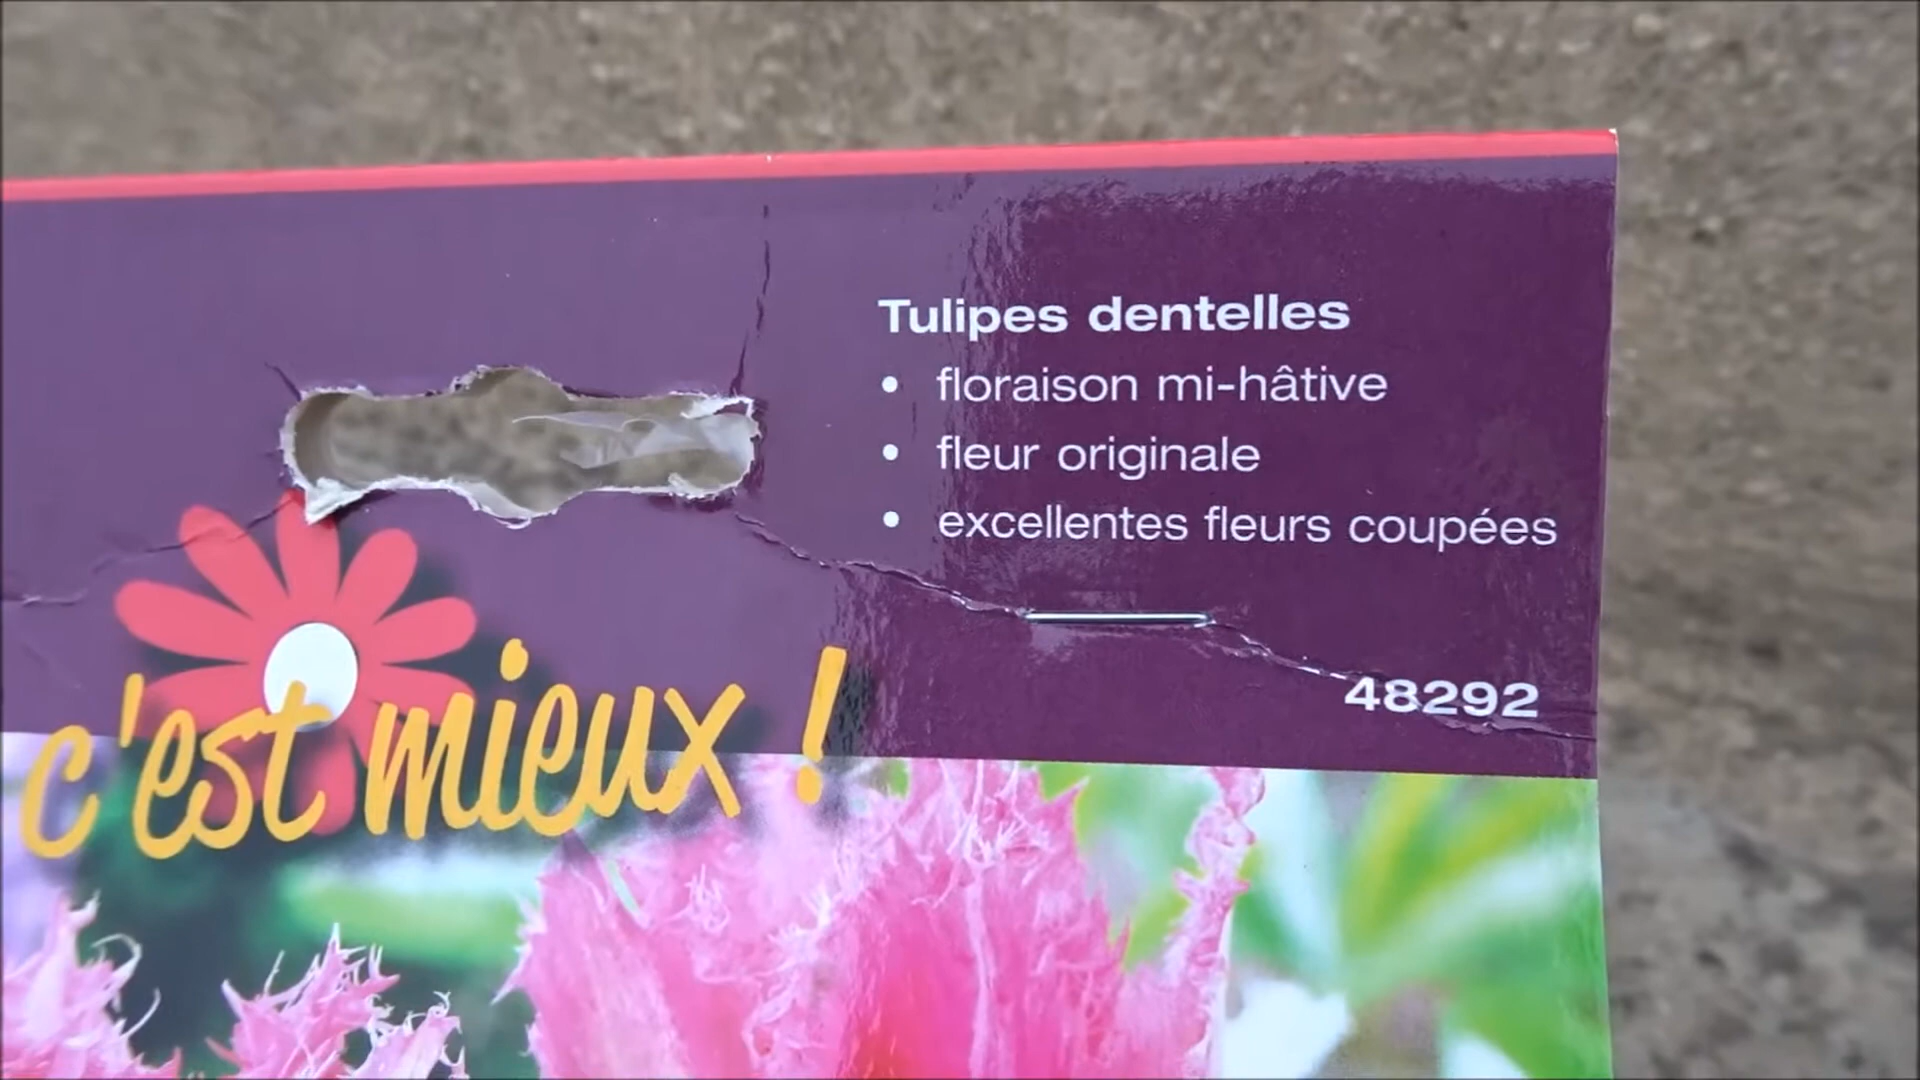 Tulipes dentelles
• floraison mi-hâtive
• fleur originale
• excellentes fleurs coupées
48292
c'est mieux !